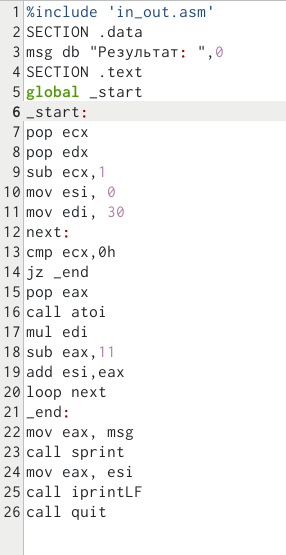 1 %include 'in_out.asm'
2 SECTION .data
3 msg db "Результат: ",0
4 SECTION .text
5 global _start
6 _start:
7 pop ecx
8 pop edx
9 sub ecx,1
10 mov esi, 0
11 mov edi, 30
12 next:
13 cmp ecx,0h
14 jz _end
15 pop eax
16 call atoi
17 mul edi
18 sub eax,11
19 add esi,eax
20 loop next
21 _end:
22 mov eax, msg
23 call sprint
24 mov eax, esi
25 call iprintLF
26 call quit